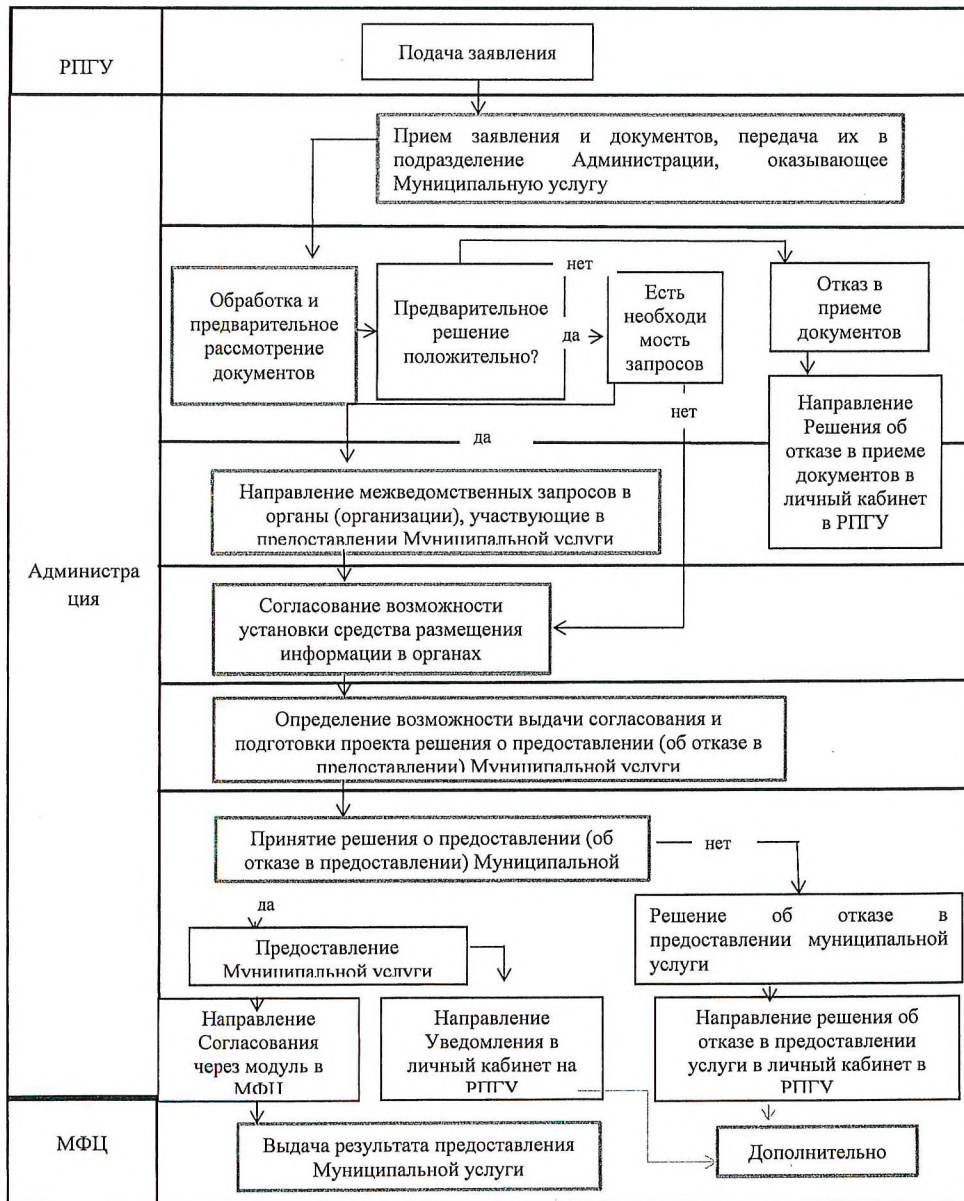 РПГУ
Подача заявления
Прием заявления и документов, передача их в
подразделение Администрации, оказывающее
Муниципальную услугу
Обработка и
предварительное
рассмотрение
документов
Предварительное
решение
положительно?
нет
да
Есть
необходи
мость
запросов
Отказ в
приеме
документов
нет
да
Направление
Решения об
отказе в приеме
документов в
личный кабинет
в РПГУ
Направление межведомственных запросов в
органы (организации), участвующие в
предоставлении Муниципальной услуги
Администра
ция
Согласование возможности
установки средства размещения
информации в органах
Определение возможности выдачи согласования и
подготовки проекта решения о предоставлении (об отказе в
предоставлении) Муниципальной услуги
Принятие решения о предоставлении (об
отказе в предоставлении) Муниципальной
нет
да
Решение об отказе в
предоставлении муниципальной
услуги
Предоставление
Муниципальной услуги
Направление
Согласования
через модуль в
МФЦ
Направление
Уведомления в
личный кабинет на
РПГУ
Направление решения об
отказе в предоставлении
услуги в личный кабинет в
РПГУ
МФЦ
Выдача результата предоставления
Муниципальной услуги
Дополнительно